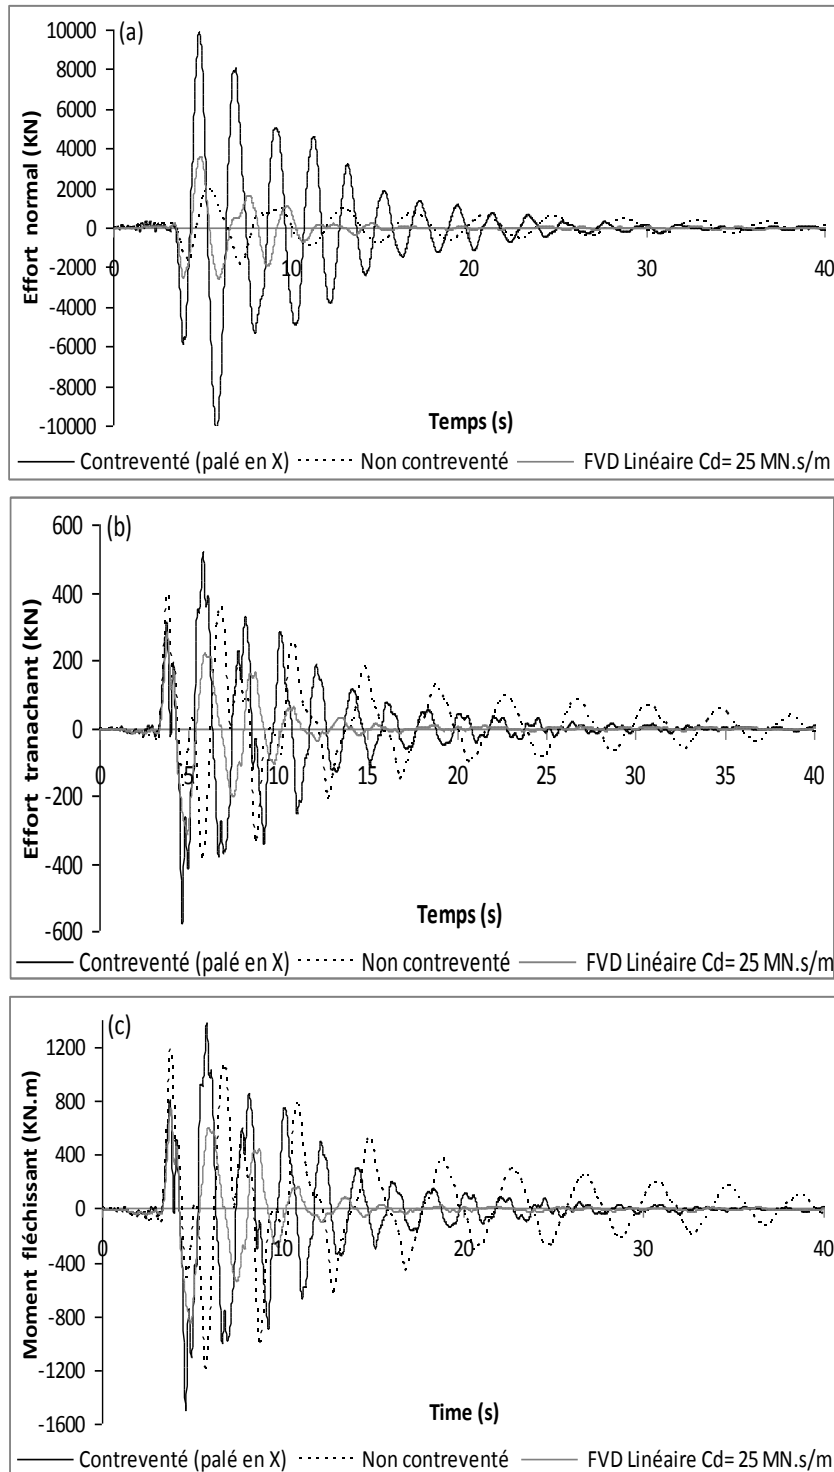 (a)
Effort normal (KN)
10000
8000
6000
4000
2000
0
-2000
-4000
-6000
-8000
-10000
0 10 20 30 40
Temps (s)
Contreventé (palé en X) Non contreventé FVD Linéaire Cd= 25 MN.s/m
(b)
Effort tranachant (KN)
600
400
200
0
-200
-400
-600
0 5 10 15 20 25 30 35 40
Temps (s)
Contreventé (palé en X) Non contreventé FVD Linéaire Cd= 25 MN.s/m
(c)
Moment fléchissant (KN.m)
1200
800
400
0
-400
-800
-1200
-1600
0 10 20 30 40
Time (s)
Contreventé (palé en X) Non contreventé FVD Linéaire Cd= 25 MN.s/m